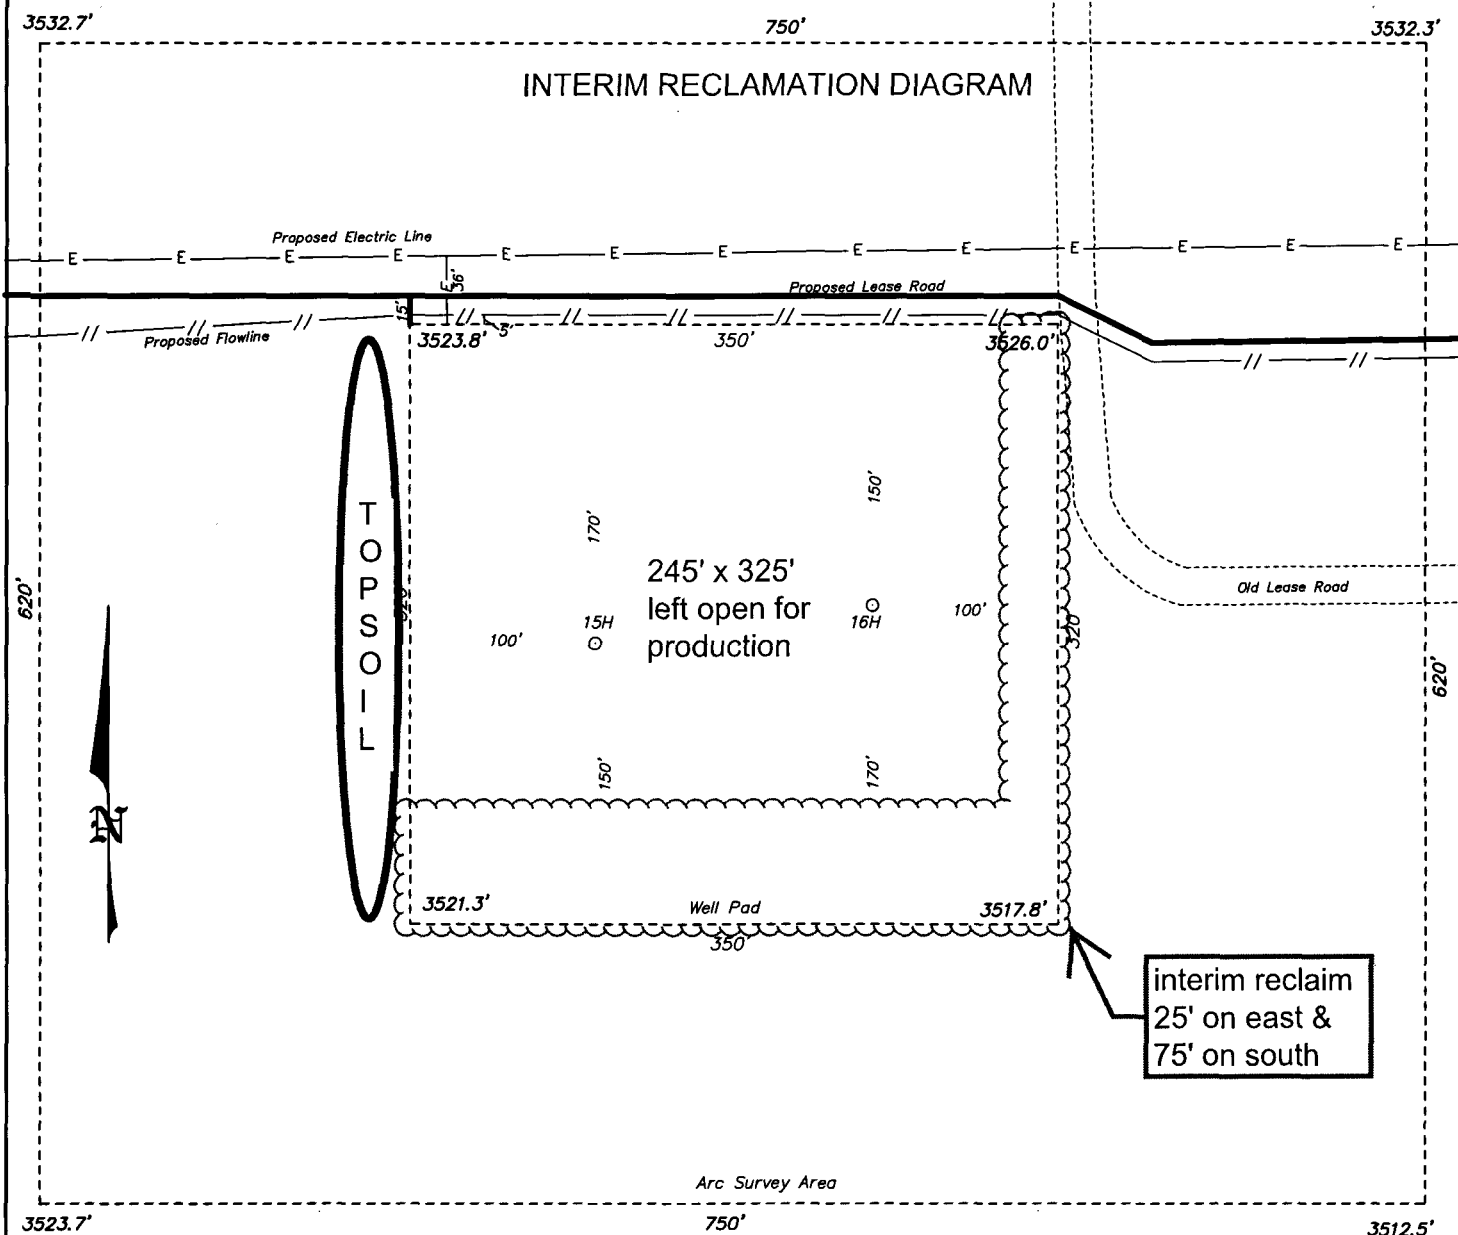 3532.7'
750'
3532.3'
INTERIM RECLAMATION DIAGRAM
Proposed Electric Line
E E E E E E E E E E E E E
E
36'
Proposed Lease Road
15'
5'
Proposed Flowline
3523.8'
350'
3526.0'
TOPSOIL
320'
170'
150'
245' x 325'
left open for
production
15H
16H
100'
100'
320'
Old Lease Road
620'
620'
150'
170'
N
3521.3'
Well Pad
3517.8'
350'
interim reclaim
25' on east &
75' on south
Arc Survey Area
3523.7'
750'
3512.5'